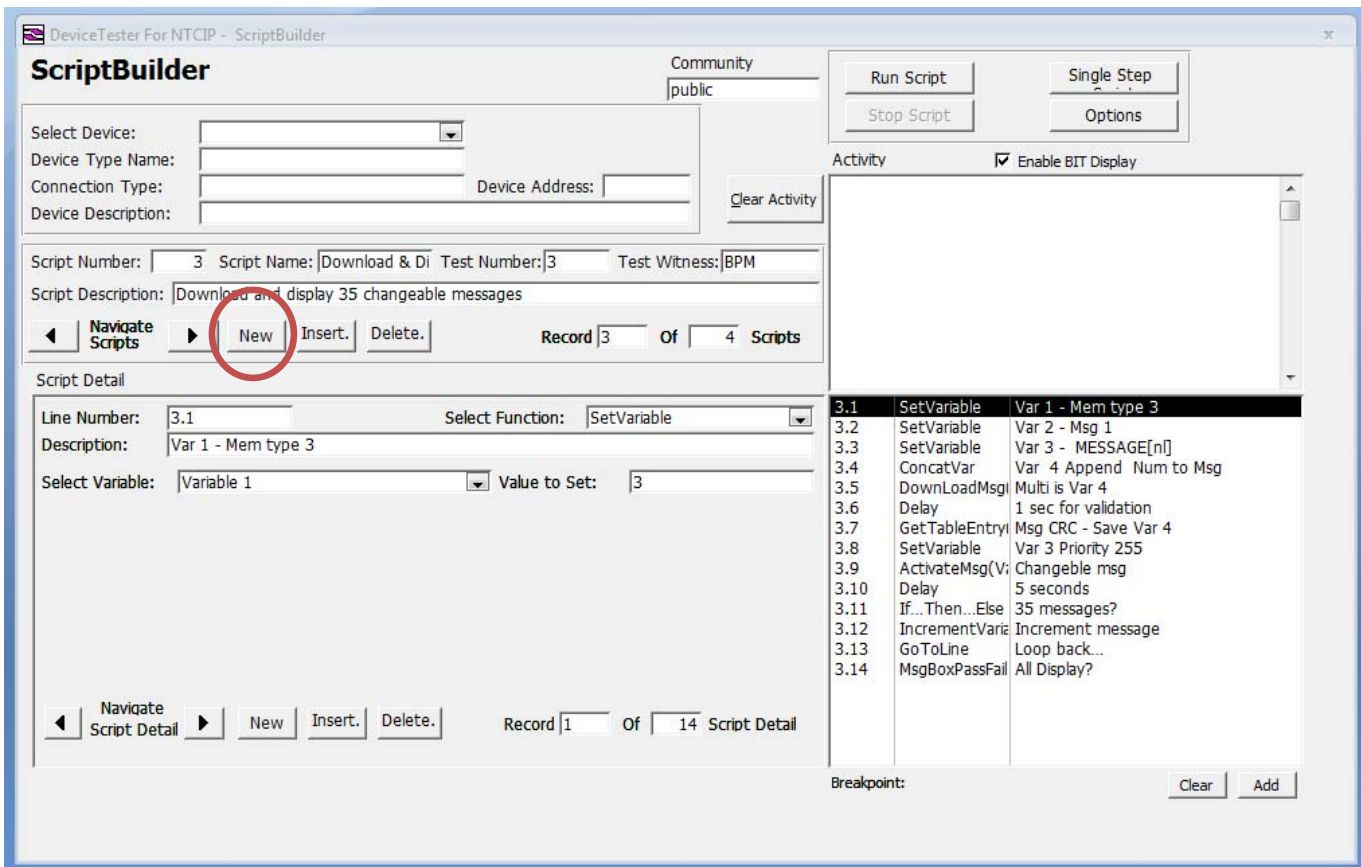 DeviceTester For NTCIP - ScriptBuilder
x
ScriptBuilder
Community
public
Run Script
Single Step
Stop Script
Options
Select Device:
Device Type Name:
Connection Type:
Device Address:
Device Description:
Clear Activity
Activity
Enable BIT Display
Script Number: 3 Script Name: Download & Di Test Number: 3 Test Witness: BPM
Script Description: Download and display 35 changeable messages
Navigate
Scripts
New Insert. Delete. Record 3 Of 4 Scripts
Script Detail
Line Number: 3.1 Select Function: SetVariable
Description: Var 1 - Mem type 3
Select Variable: Variable 1 Value to Set: 3
Navigate
Script Detail
New Insert. Delete. Record 1 Of 14 Script Detail
3.1 SetVariable Var 1 - Mem type 3
3.2 SetVariable Var 2 - Msg 1
3.3 SetVariable Var 3 - MESSAGE[nl]
3.4 ConcatVar Var 4 Append Num to Msg
3.5 DownLoadMsg( Multi is Var 4
3.6 Delay 1 sec for validation
3.7 GetTableEntry( Msg CRC - Save Var 4
3.8 SetVariable Var 3 Priority 255
3.9 ActivateMsg(Va Changeble msg
3.10 Delay 5 seconds
3.11 If...Then...Else 35 messages?
3.12 IncrementVaria Increment message
3.13 GoToLine Loop back...
3.14 MsgBoxPassFail All Display?
Breakpoint:
Clear Add